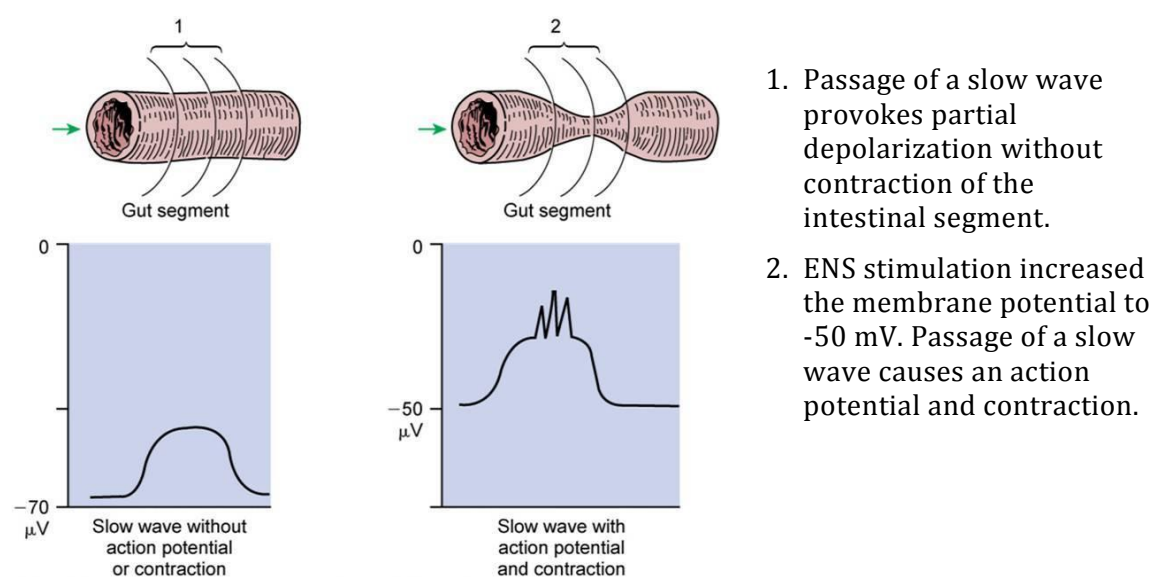 1
Gut segment
0
−70
μV
Slow wave without
action potential
or contraction
2
Gut segment
0
−50
μV
Slow wave with
action potential
and contraction
1. Passage of a slow wave
provokes partial
depolarization without
contraction of the
intestinal segment.
2. ENS stimulation increased
the membrane potential to
-50 mV. Passage of a slow
wave causes an action
potential and contraction.